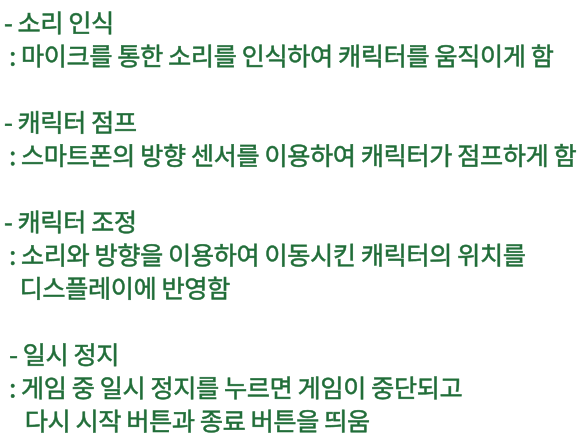 - 소리 인식
: 마이크를 통한 소리를 인식하여 캐릭터를 움직이게 함
- 캐릭터 점프
: 스마트폰의 방향 센서를 이용하여 캐릭터가 점프하게 함
- 캐릭터 조정
: 소리와 방향을 이용하여 이동시킨 캐릭터의 위치를
디스플레이에 반영함
- 일시 정지
: 게임 중 일시 정지를 누르면 게임이 중단되고
다시 시작 버튼과 종료 버튼을 띄움